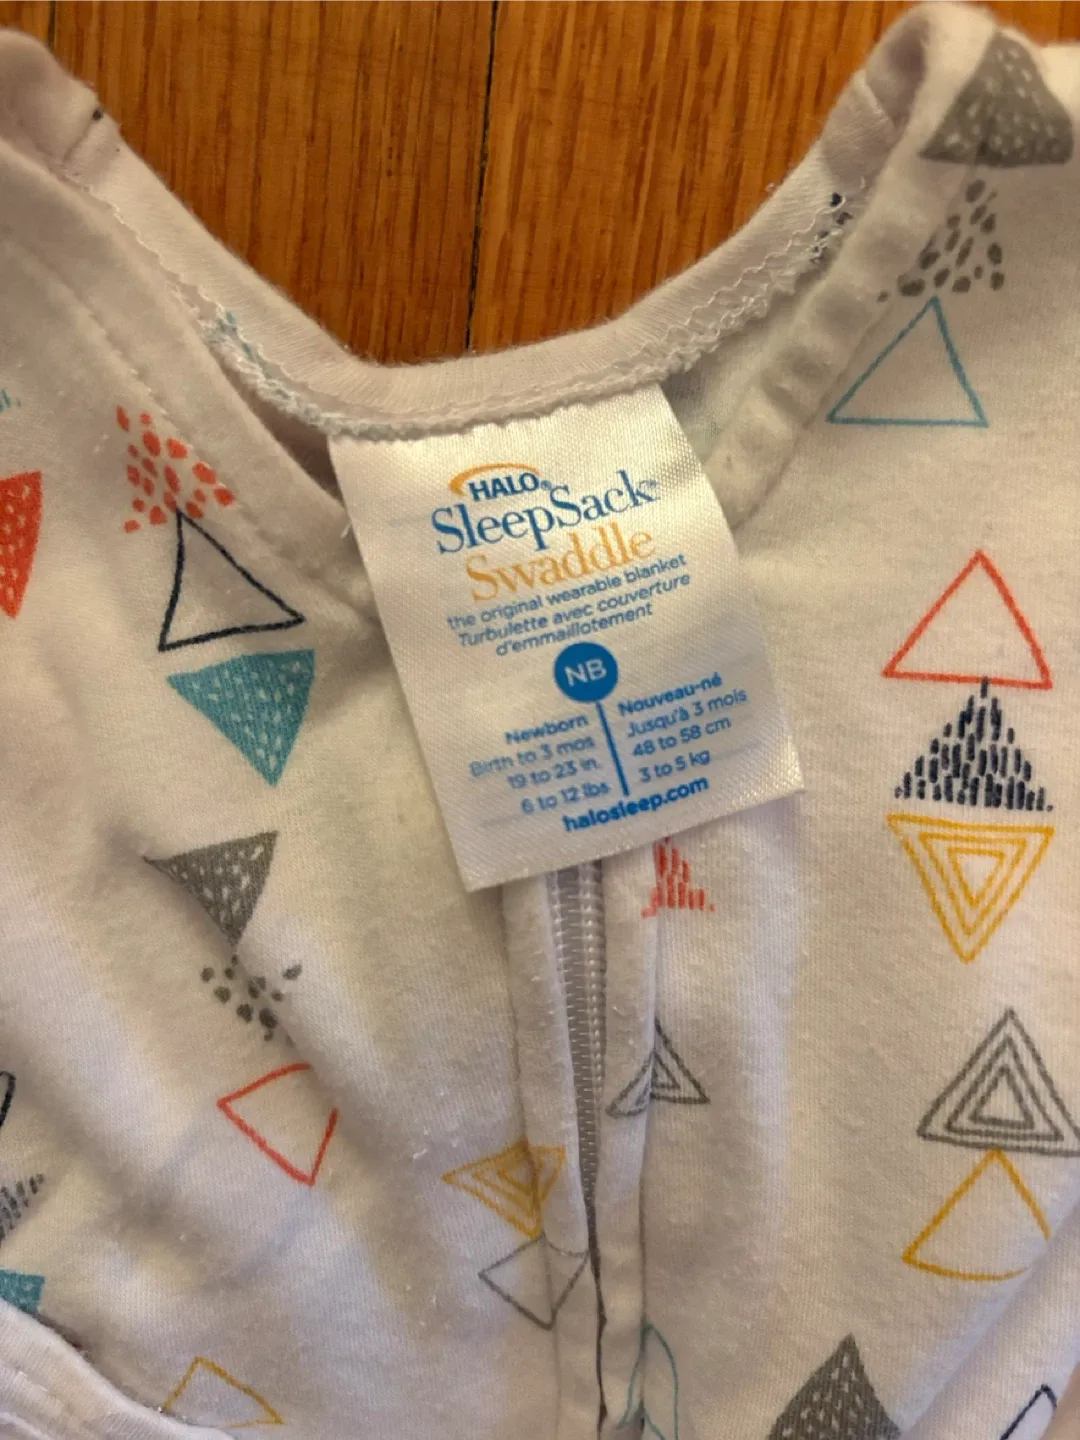 HALO®
SleepSack™
Swaddle
the original wearable blanket
Turbulette avec couverture
d'emmaillotement
NB
Newborn
Birth to 3 mos
19 to 23 in.
6 to 12 lbs
Nouveau-né
Jusqu'à 3 mois
48 to 58 cm
3 to 5 kg
halosleep.com